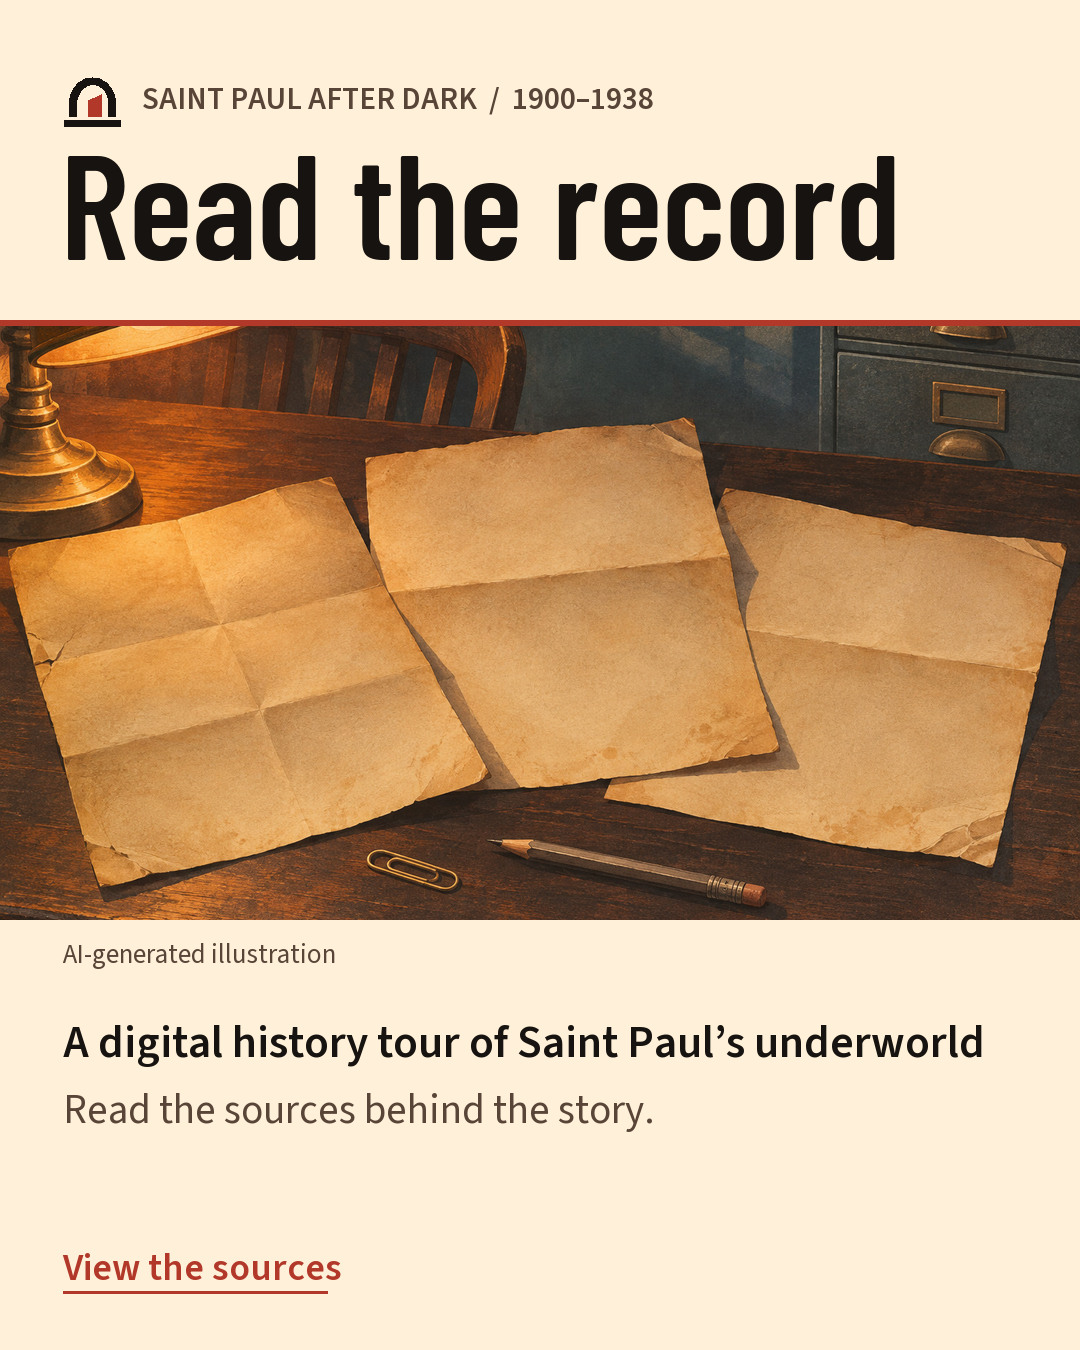 SAINT PAUL AFTER DARK / 1900–1938
Read the record
AI-generated illustration
A digital history tour of Saint Paul’s underworld
Read the sources behind the story.
View the sources